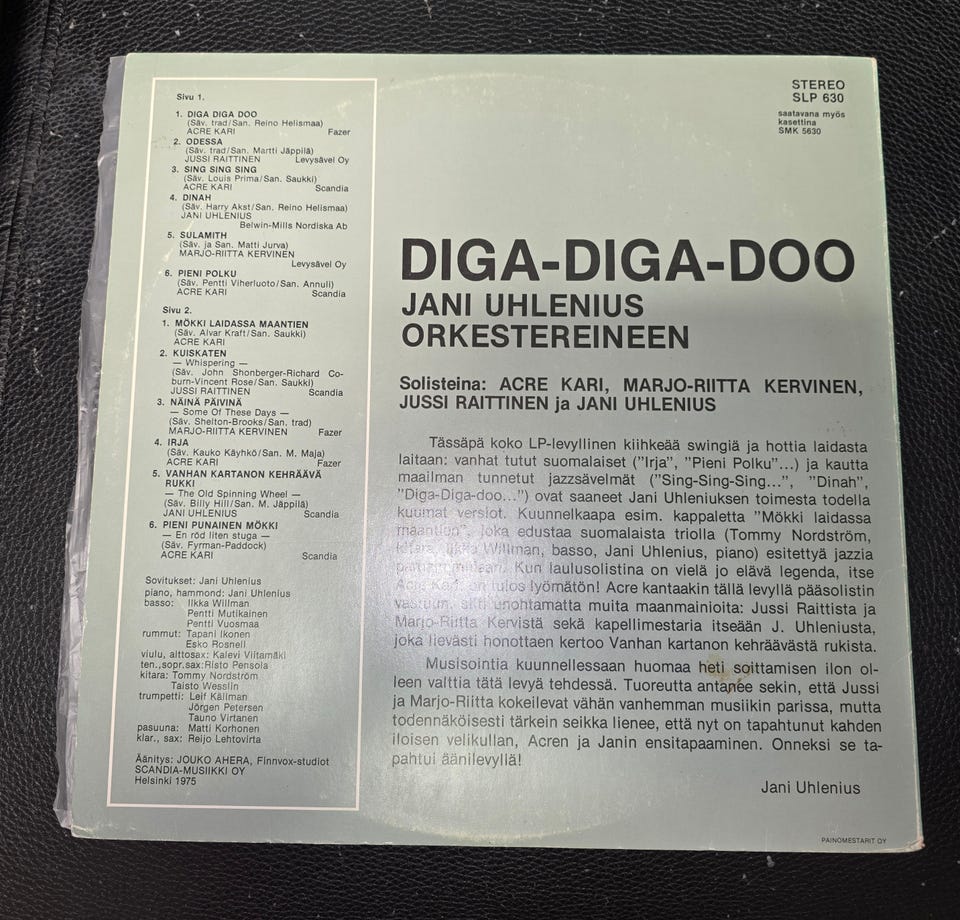 Sivu 1.
1. DIGA DIGA DOO
(Säv. trad/San. Reino Helismaa)
ACRE KARI Fazer
2. ODESSA
(Säv. trad/San. Martti Jäppilä)
JUSSI RAITTINEN Levysävel Oy
3. SING SING SING
(Säv. Louis Prima/San. Saukki)
ACRE KARI Scandia
4. DINAH
(Säv. Harry Akst/San. Reino Helismaa)
JANI UHLENIUS
Belwin-Mills Nordiska Ab
5. SULAMITH
(Säv. ja San. Matti Jurva)
MARJO-RIITTA KERVINEN
Levysävel Oy
6. PIENI POLKU
(Säv. Pentti Viherluoto/San. Annuli)
ACRE KARI Scandia
Sivu 2.
1. MÖKKI LAIDASSA MAANTIEN
(Säv. Alvar Kraft/San. Saukki)
ACRE KARI
2. KUISKATEN
— Whispering —
(Säv. John Shonberger-Richard Co-
burn-Vincent Rose/San. Saukki)
JUSSI RAITTINEN Scandia
3. NÄINÄ PÄIVINÄ
— Some Of These Days —
(Säv. Shelton-Brooks/San. trad)
MARJO-RIITTA KERVINEN Fazer
4. IRJA
(Säv. Kauko Käyhkö/San. M. Maja)
ACRE KARI Fazer
5. VANHAN KARTANON KEHRÄÄVÄ
RUKKI
— The Old Spinning Wheel —
(Säv. Billy Hill/San. M. Jäppilä)
JANI UHLENIUS Scandia
6. PIENI PUNAINEN MÖKKI
— En röd liten stuga —
(Säv. Fyrman-Paddock)
ACRE KARI Scandia
Sovitukset: Jani Uhlenius
piano, hammond: Jani Uhlenius
basso: Ilkka Willman
Pentti Mutikainen
Pentti Vuosmaa
rummut: Tapani Ikonen
Esko Rosnell
viulu, alttosax: Kalevi Viitamäki
ten.,sopr.sax:Risto Pensola
kitara: Tommy Nordström
Taisto Wesslin
trumpetti: Leif Källman
Jörgen Petersen
Tauno Virtanen
pasuuna: Matti Korhonen
klar., sax: Reijo Lehtovirta
Äänitys: JOUKO AHERA, Finnvox-studiot
SCANDIA-MUSIIKKI OY
Helsinki 1975
STEREO
SLP 630
saatavana myös
kasettina
SMK 5630
DIGA-DIGA-DOO
JANI UHLENIUS
ORKESTEREINEEN
Solisteina: ACRE KARI, MARJO-RIITTA KERVINEN,
JUSSI RAITTINEN ja JANI UHLENIUS
Tässäpä koko LP-levyllinen kiihkeää swingiä ja hottia laidasta
laitaan: vanhat tutut suomalaiset ("Irja", "Pieni Polku"...) ja kautta
maailman tunnetut jazzsävelmät ("Sing-Sing-Sing...", "Dinah",
"Diga-Diga-doo...") ovat saaneet Jani Uhleniuksen toimesta todella
kuumat versiot. Kuunnelkaapa esim. kappaletta "Mökki laidassa
maantien", joka edustaa suomalaista triolla (Tommy Nordström,
kitara, Ilkka Willman, basso, Jani Uhlenius, piano) esitettyä jazzia
Kun laulusolistina on vielä jo elävä legenda, itse
Acre Kari, on tulos lyömätön! Acre kantaakin tällä levyllä pääsolistin
vastuun, silti unohtamatta muita maanmainioita: Jussi Raittista ja
Marjo-Riitta Kervistä sekä kapellimestaria itseään J. Uhleniusta,
joka lievästi honottaen kertoo Vanhan kartanon kehräävästä rukista.
Musisointia kuunnellessaan huomaa heti soittamisen ilon ol-
leen valttia tätä levyä tehdessä. Tuoreutta antanee sekin, että Jussi
ja Marjo-Riitta kokeilevat vähän vanhemman musiikin parissa, mutta
todennäköisesti tärkein seikka lienee, että nyt on tapahtunut kahden
iloisen velikullan, Acren ja Janin ensitapaaminen. Onneksi se ta-
pahtui äänilevyllä!
Jani Uhlenius
PAINOMESTARIT OY